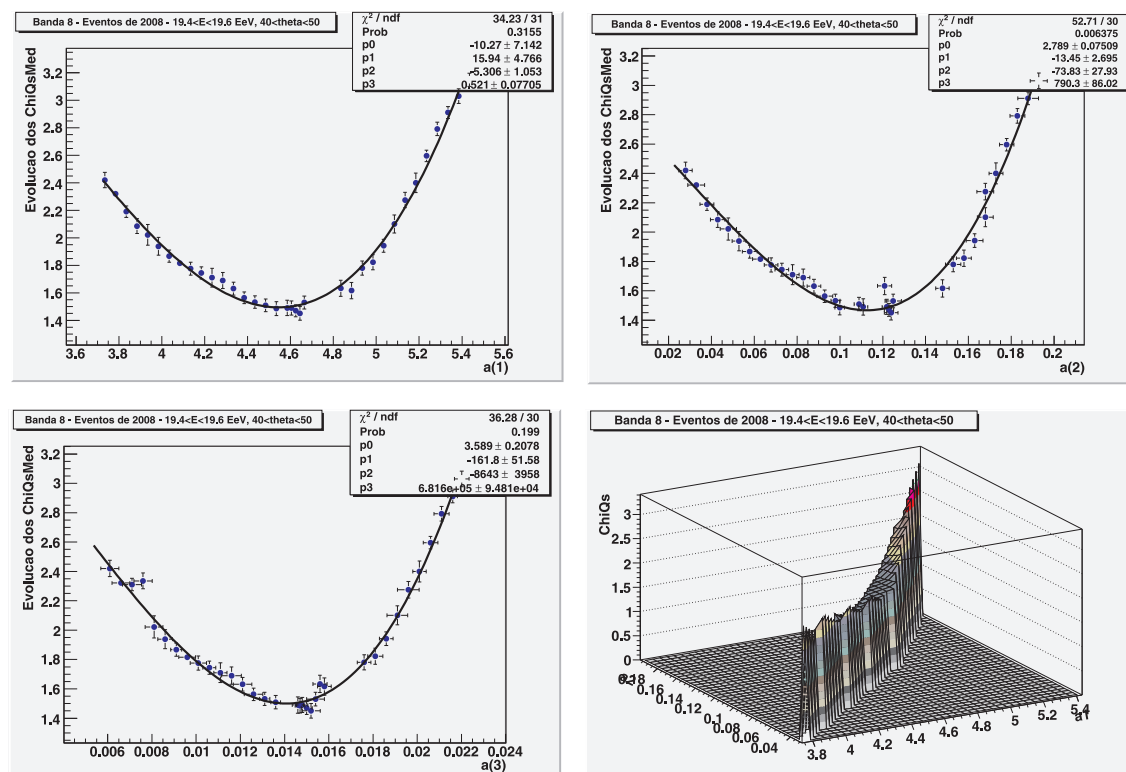 Banda 8 - Eventos de 2008 - 19.4<E<19.6 EeV, 40<theta<50
χ² / ndf 34.23 / 31
Prob 0.3155
p0 -10.27 ± 7.142
p1 15.94 ± 4.766
p2 -5.306 ± 1.053
p3 0.521 ± 0.07705
Evolucao dos ChiQsMed
3.2
3
2.8
2.6
2.4
2.2
2
1.8
1.6
1.4
3.6 3.8 4 4.2 4.4 4.6 4.8 5 5.2 5.4 5.6
a(1)
Banda 8 - Eventos de 2008 - 19.4<E<19.6 EeV, 40<theta<50
χ² / ndf 52.71 / 30
Prob 0.006375
p0 2.789 ± 0.07509
p1 -13.45 ± 2.695
p2 -73.83 ± 27.93
p3 790.3 ± 86.02
Evolucao dos ChiQsMed
3.2
3
2.8
2.6
2.4
2.2
2
1.8
1.6
1.4
0.02 0.04 0.06 0.08 0.1 0.12 0.14 0.16 0.18 0.2
a(2)
Banda 8 - Eventos de 2008 - 19.4<E<19.6 EeV, 40<theta<50
χ² / ndf 36.28 / 30
Prob 0.199
p0 3.589 ± 0.2078
p1 -161.8 ± 51.58
p2 -8643 ± 3958
p3 6.816e+05 ± 9.481e+04
Evolucao dos ChiQsMed
3.2
3
2.8
2.6
2.4
2.2
2
1.8
1.6
1.4
0.006 0.008 0.01 0.012 0.014 0.016 0.018 0.02 0.022 0.024
a(3)
Banda 8 - Eventos de 2008 - 19.4<E<19.6 EeV, 40<theta<50
ChiQs
3
2.5
2
1.5
1
0.5
0
0.18
0.16
0.14
0.12
0.1
0.08
0.06
0.04
3.8 4 4.2 4.4 4.6 4.8 5 5.2 5.4
a1